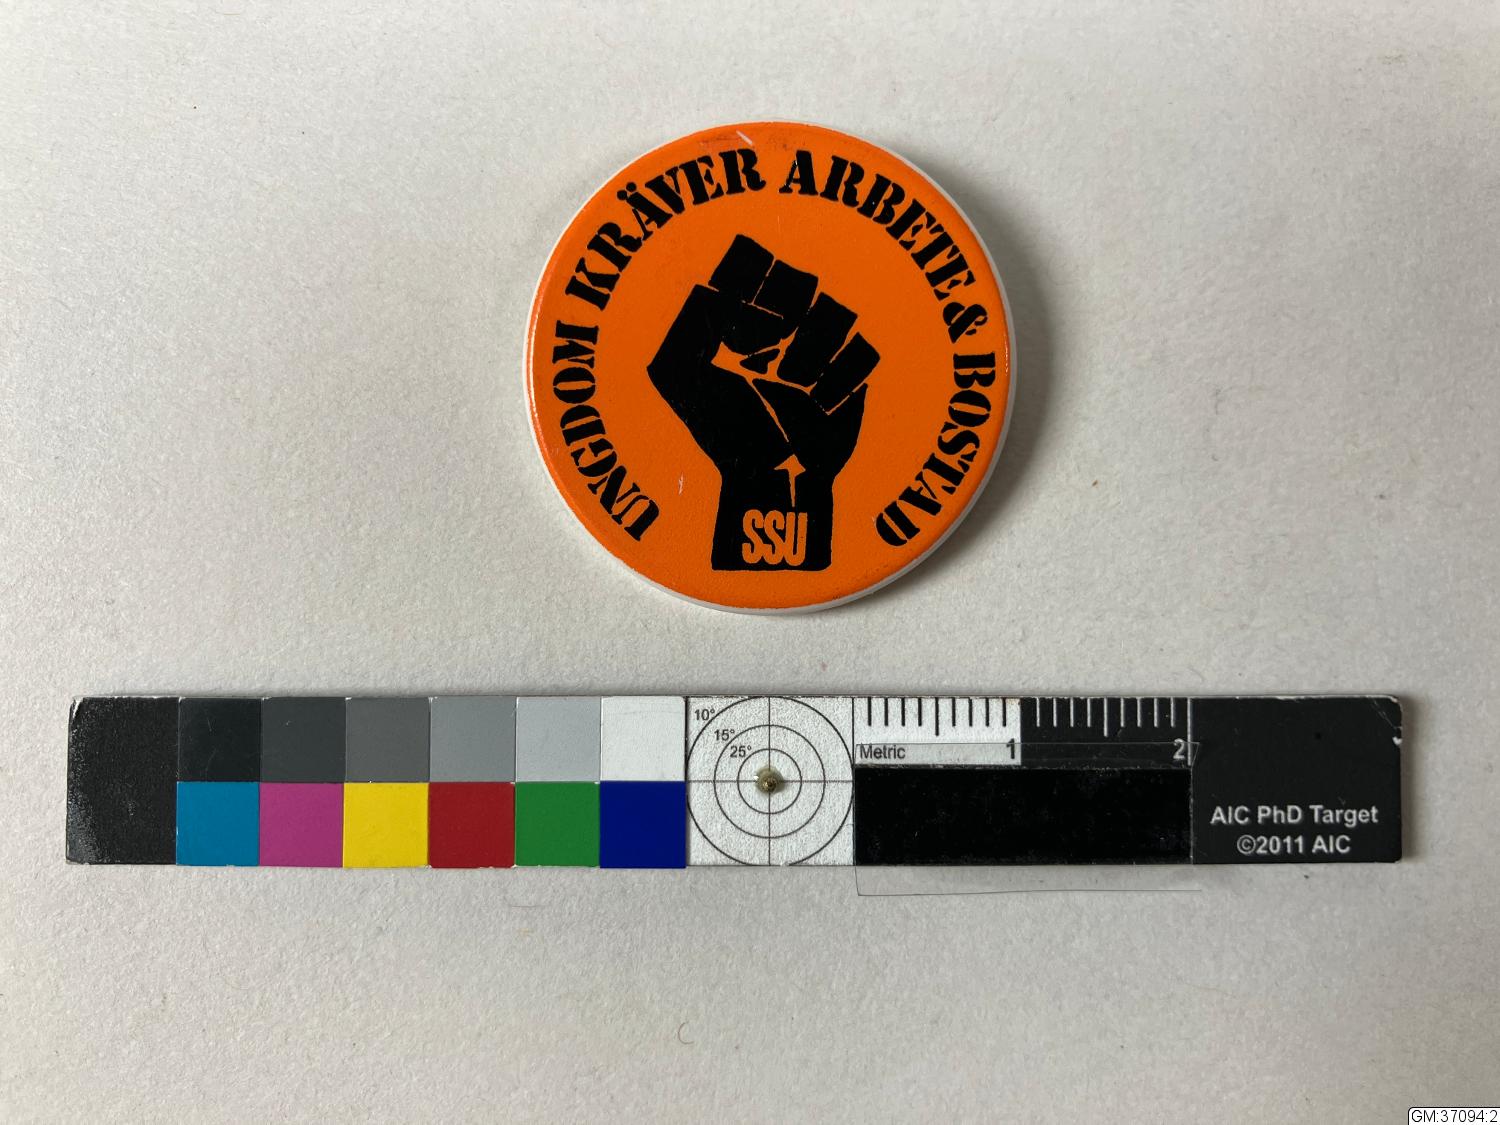 UNGDOM KRÄVER ARBETE & BOSTAD
SSU
10°
15°
25°
Metric 1 2
AIC PhD Target
©2011 AIC
GM:37094:2